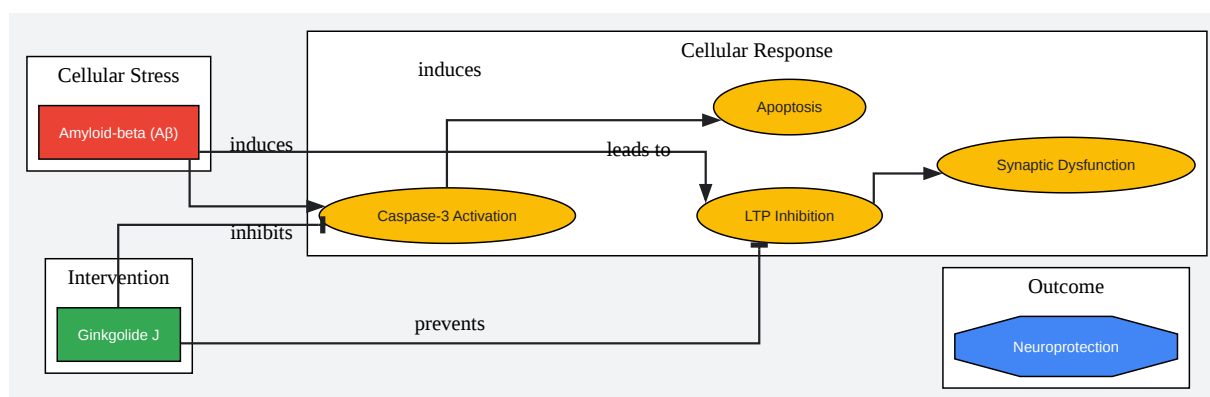 Cellular Response
Cellular Stress
induces
Apoptosis
Amyloid-beta (Aβ)
induces
leads to
Synaptic Dysfunction
Caspase-3 Activation
LTP Inhibition
inhibits
Intervention
Outcome
prevents
Ginkgolide J
Neuroprotection